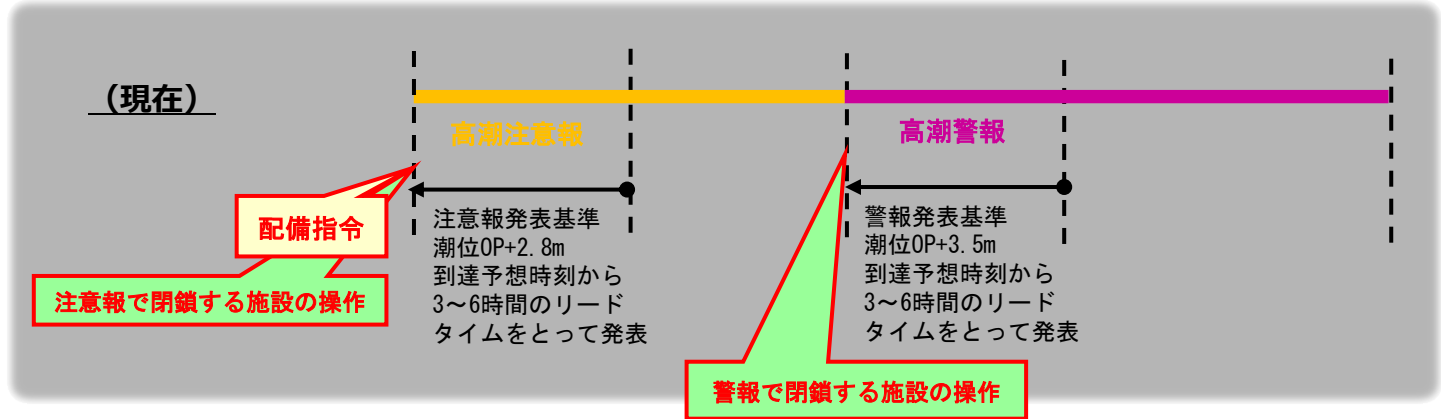 (現在)
高潮注意報
高潮警報
配備指令
注意報で閉鎖する施設の操作
注意報発表基準
潮位OP+2.8m
到達予想時刻から
3~6時間のリード
タイムをとって発表
警報発表基準
潮位OP+3.5m
到達予想時刻から
3~6時間のリード
タイムをとって発表
警報で閉鎖する施設の操作